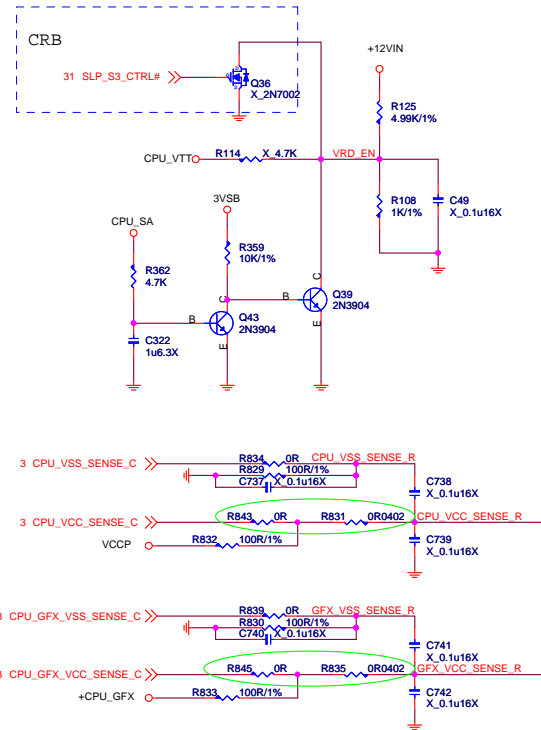 CRB
+12VIN
31 SLP_S3_CTRL#
Q36
X_2N7002
R125
4.99K/1%
CPU_VTT
R114
X_4.7K
VRD_EN
3VSB
R108
1K/1%
C49
X_0.1u16X
CPU_SA
R359
10K/1%
R362
4.7K
C
B
Q39
2N3904
E
C
B
Q43
2N3904
E
C322
1u6.3X
3 CPU_VSS_SENSE_C
R834
0R
CPU_VSS_SENSE_R
R829
100R/1%
C737
X_0.1u16X
C738
X_0.1u16X
3 CPU_VCC_SENSE_C
R843
0R
R831
0R0402
CPU_VCC_SENSE_R
VCCP
R832
100R/1%
C739
X_0.1u16X
CPU_GFX_VSS_SENSE_C
R839
0R
GFX_VSS_SENSE_R
R830
100R/1%
C740
X_0.1u16X
C741
X_0.1u16X
CPU_GFX_VCC_SENSE_C
R845
0R
R835
0R0402
GFX_VCC_SENSE_R
+CPU_GFX
R833
100R/1%
C742
X_0.1u16X